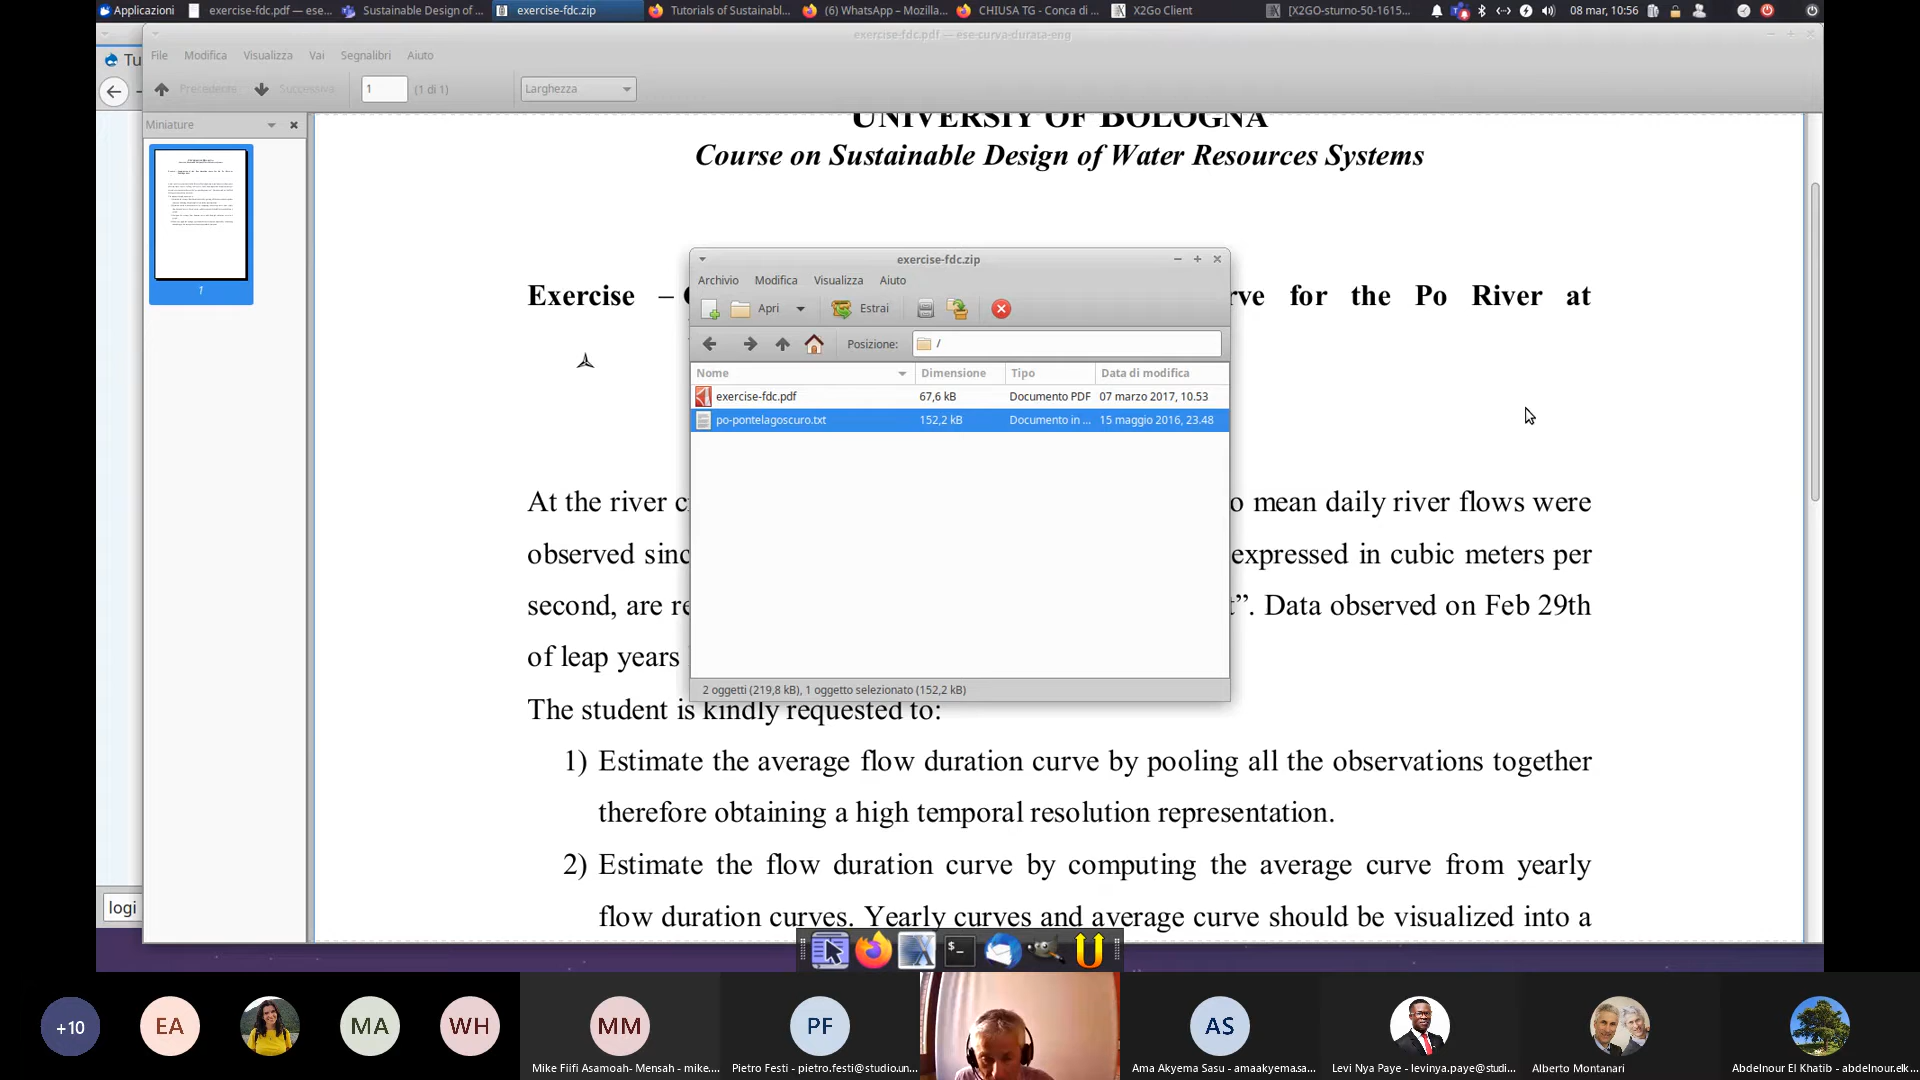 Applicazioni
exercise-fdc.pdf — ese...
Sustainable Design of ...
exercise-fdc.zip
Tutorials of Sustainabl...
(6) WhatsApp – Mozilla...
CHIUSA TG - Conca di ...
X2Go Client
[X2GO-sturno-50-1615...
08 mar, 10:56
exercise-fdc.pdf — ese-curva-durata-eng
Tu
File Modifica Visualizza Vai Segnalibri Aiuto
Precedente Successiva 1 (1 di 1) Larghezza
Miniature
1
UNIVERSIY OF BOLOGNA
Course on Sustainable Design of Water Resources Systems
exercise-fdc.zip
Archivio Modifica Visualizza Aiuto
Apri Estrai
Posizione: /
Nome Dimensione Tipo Data di modifica
exercise-fdc.pdf 67,6 kB Documento PDF 07 marzo 2017, 10.53
po-pontelagoscuro.txt 152,2 kB Documento in ... 15 maggio 2016, 23.48
2 oggetti (219,8 kB), 1 oggetto selezionato (152,2 kB)
Exercise – rve for the Po River at
At the river o mean daily river flows were
observed sinc expressed in cubic meters per
second, are re t”. Data observed on Feb 29th
of leap years
The student is kindly requested to:
1) Estimate the average flow duration curve by pooling all the observations together
therefore obtaining a high temporal resolution representation.
2) Estimate the flow duration curve by computing the average curve from yearly
flow duration curves. Yearly curves and average curve should be visualized into a
logi
+10
EA
MA
WH
MM
PF
AS
Mike Fiifi Asamoah- Mensah - mike....
Pietro Festi - pietro.festi@studio.un...
Ama Akyema Sasu - amaakyema.sa...
Levi Nya Paye - levinya.paye@studi...
Alberto Montanari
Abdelnour El Khatib - abdelnour.elk...